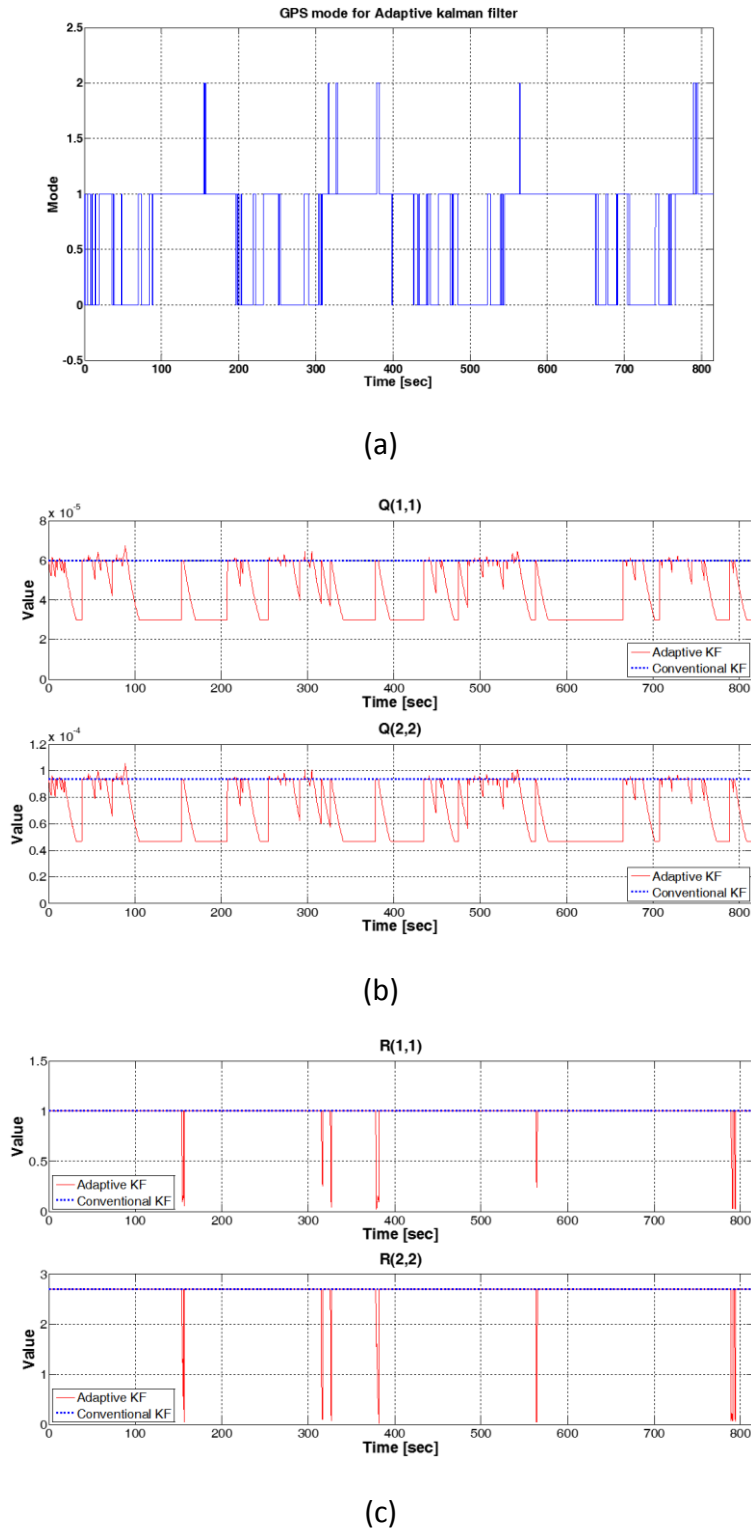 GPS mode for Adaptive kalman filter
2.5
2
1.5
1
0.5
0
-0.5
Mode
0 100 200 300 400 500 600 700 800
Time [sec]
(a)
x 10⁻⁵
Q(1,1)
8
6
4
2
0
Value
Adaptive KF
Conventional KF
0 100 200 300 400 500 600 700 800
Time [sec]
x 10⁻⁴
Q(2,2)
1.2
1
0.8
0.6
0.4
0.2
0
Value
Adaptive KF
Conventional KF
0 100 200 300 400 500 600 700 800
Time [sec]
(b)
R(1,1)
1.5
1
0.5
0
Value
Adaptive KF
Conventional KF
0 100 200 300 400 500 600 700 800
Time [sec]
R(2,2)
3
2
1
0
Value
Adaptive KF
Conventional KF
0 100 200 300 400 500 600 700 800
Time [sec]
(c)